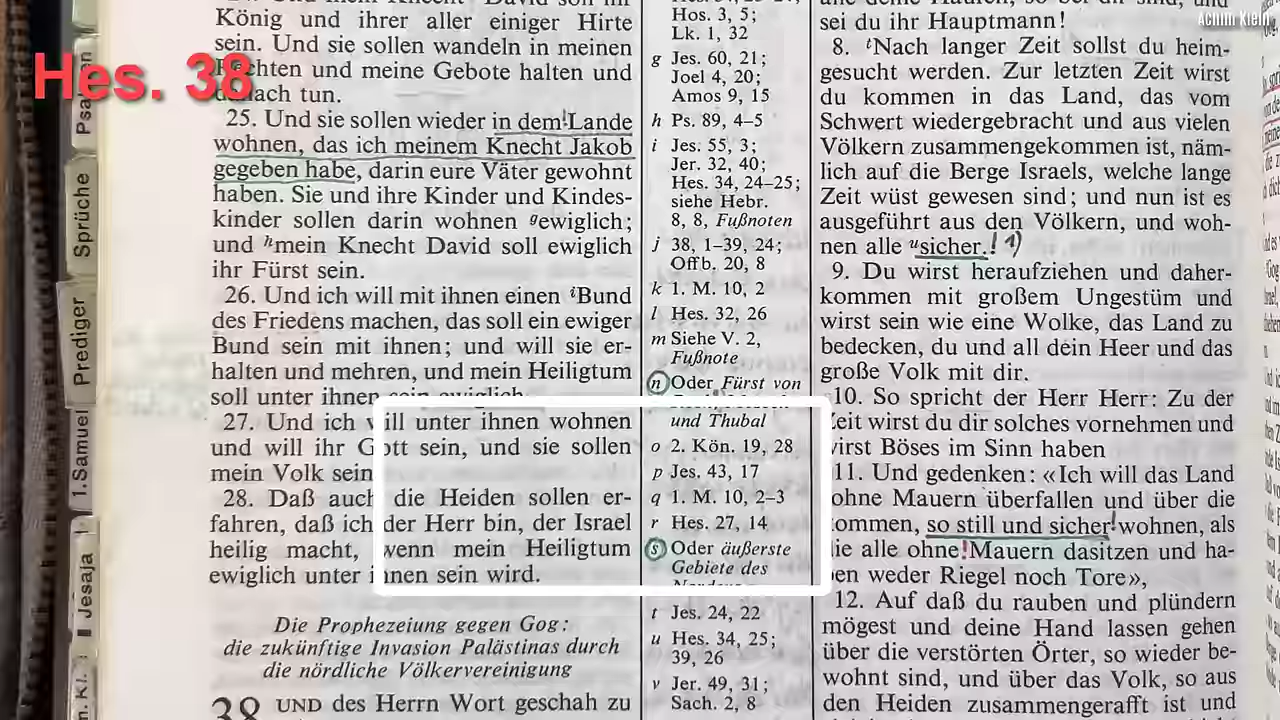 König und ihrer aller einiger Hirte
sein. Und sie sollen wandeln in meinen
Rechten und meine Gebote halten und
danach tun.
25. Und sie sollen wieder in dem!Lande
wohnen, das ich meinem Knecht Jakob
gegeben habe, darin eure Väter gewohnt
haben. Sie und ihre Kinder und Kindes-
kinder sollen darin wohnen gewiglich;
und hmein Knecht David soll ewiglich
ihr Fürst sein.
26. Und ich will mit ihnen einen iBund
des Friedens machen, das soll ein ewiger
Bund sein mit ihnen; und will sie er-
halten und mehren, und mein Heiligtum
soll unter ihnen sein ewiglich.
27. Und ich will unter ihnen wohnen
und will ihr Gott sein, und sie sollen
mein Volk sein
28. Daß auch die Heiden sollen er-
fahren, daß ich der Herr bin, der Israel
heilig macht, wenn mein Heiligtum
ewiglich unter ihnen sein wird.
Die Prophezeiung gegen Gog:
die zukünftige Invasion Palästinas durch
die nördliche Völkervereinigung
38 UND des Herrn Wort geschah zu
Hos. 3, 5;
Lk. 1, 32
g Jes. 60, 21;
Joel 4, 20;
Amos 9, 15
h Ps. 89, 4-5
i Jes. 55, 3;
Jer. 32, 40;
Hes. 34, 24-25;
siehe Hebr.
8, 8, Fußnoten
j 38, 1-39, 24;
Offb. 20, 8
k 1. M. 10, 2
l Hes. 32, 26
m Siehe V. 2,
Fußnote
n Oder Fürst von
und Thubal
o 2. Kön. 19, 28
p Jes. 43, 17
q 1. M. 10, 2-3
r Hes. 27, 14
s Oder äußerste
Gebiete des
t Jes. 24, 22
u Hes. 34, 25;
39, 26
v Jer. 49, 31;
Sach. 2, 8
sei du ihr Hauptmann!
8. tNach langer Zeit sollst du heim-
gesucht werden. Zur letzten Zeit wirst
du kommen in das Land, das vom
Schwert wiedergebracht und aus vielen
Völkern zusammengekommen ist, näm-
lich auf die Berge Israels, welche lange
Zeit wüst gewesen sind; und nun ist es
ausgeführt aus den Völkern, und woh-
nen alle usicher.! 1)
9. Du wirst heraufziehen und daher-
kommen mit großem Ungestüm und
wirst sein wie eine Wolke, das Land zu
bedecken, du und all dein Heer und das
große Volk mit dir.
10. So spricht der Herr Herr: Zu der
Zeit wirst du dir solches vornehmen und
wirst Böses im Sinn haben
11. Und gedenken: «Ich will das Land
ohne Mauern überfallen und über die
kommen, so still und sicher!wohnen, als
die alle ohne!Mauern dasitzen und ha-
ben weder Riegel noch Tore»,
12. Auf daß du rauben und plündern
mögest und deine Hand lassen gehen
über die verstörten Örter, so wieder be-
wohnt sind, und über das Volk, so aus
den Heiden zusammengerafft ist und
Hes. 38
Achim Klein
Sprüche
Prediger
1.Samuel
Jesaja